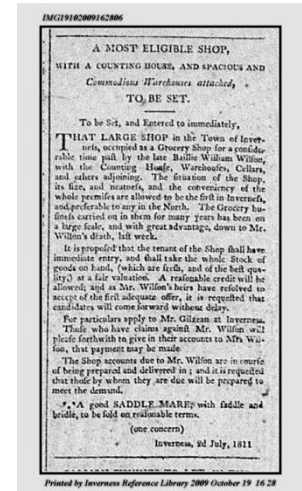 IMG19102009162806
A MOST ELIGIBLE SHOP,
WITH A COUNTING HOUSE, AND SPACIOUS AND
Commodious Warehouses attached,
TO BE SET.
To be Set, and Entered to immediately,
THAT LARGE SHOP in the Town of Inver-
ness, occupied as a Grocery Shop for a consider-
able time past by the late Baillie William Wilson,
with the Counting House, Warehouses, Cellars,
and others adjoining. The situation of the Shop,
its size, and neatness, and the conveniency of the
whole premises are allowed to be the first in Inverness,
and preferable to any in the North. The Grocery bu-
siness carried on in them for many years has been on
a large scale, and with great advantage, down to Mr.
Wilson's death, last week.
It is proposed that the tenant of the Shop shall have
immediate entry, and shall take the whole Stock of
goods on hand, (which are fresh, and of the best qua-
lity,) at a fair valuation. A reasonable credit will be
allowed; and as Mr. Wilson's heirs have resolved to
accept of the first adequate offer, it is requested that
candidates will come forward without delay.
For particulars apply to Mr. Gilzean at Inverness.
Those who have claims against Mr. Wilson will
please forthwith to give in their accounts to Mrs Wil-
son, that payment may be made.
The Shop accounts due to Mr. Wilson are in course
of being prepared and delivered in; and it is requested
that those by whom they are due will be prepared to
meet the demand.
*.* A good SADDLE MARE, with saddle and
bridle, to be sold on reasonable terms.
(one concern)
Inverness, 2d July, 1811
Printed by Inverness Reference Library 2009 October 19 16 28